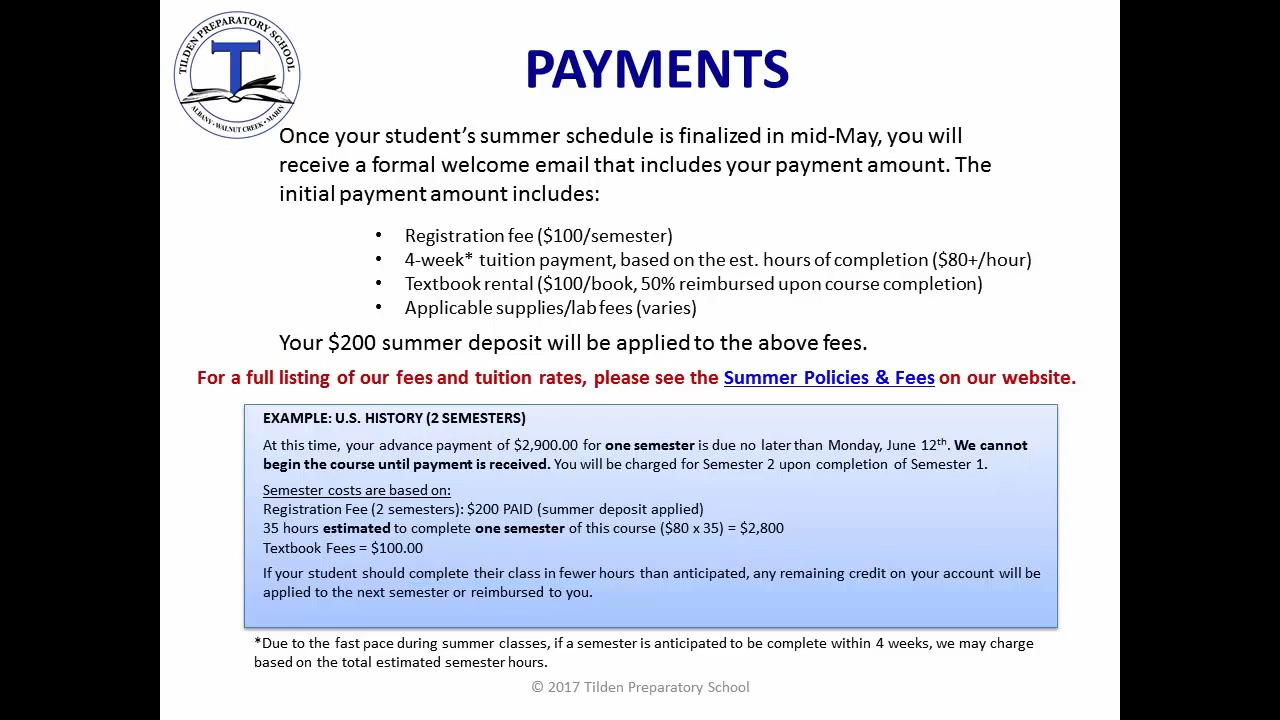 TILDEN PREPARATORY SCHOOL
T
ALBANY • WALNUT CREEK • MARIN
PAYMENTS
Once your student's summer schedule is finalized in mid-May, you will
receive a formal welcome email that includes your payment amount. The
initial payment amount includes:
• Registration fee ($100/semester)
• 4-week* tuition payment, based on the est. hours of completion ($80+/hour)
• Textbook rental ($100/book, 50% reimbursed upon course completion)
• Applicable supplies/lab fees (varies)
Your $200 summer deposit will be applied to the above fees.
For a full listing of our fees and tuition rates, please see the Summer Policies & Fees on our website.
EXAMPLE: U.S. HISTORY (2 SEMESTERS)
At this time, your advance payment of $2,900.00 for one semester is due no later than Monday, June 12th. We cannot
begin the course until payment is received. You will be charged for Semester 2 upon completion of Semester 1.
Semester costs are based on:
Registration Fee (2 semesters): $200 PAID (summer deposit applied)
35 hours estimated to complete one semester of this course ($80 x 35) = $2,800
Textbook Fees = $100.00
If your student should complete their class in fewer hours than anticipated, any remaining credit on your account will be
applied to the next semester or reimbursed to you.
*Due to the fast pace during summer classes, if a semester is anticipated to be complete within 4 weeks, we may charge
based on the total estimated semester hours.
© 2017 Tilden Preparatory School